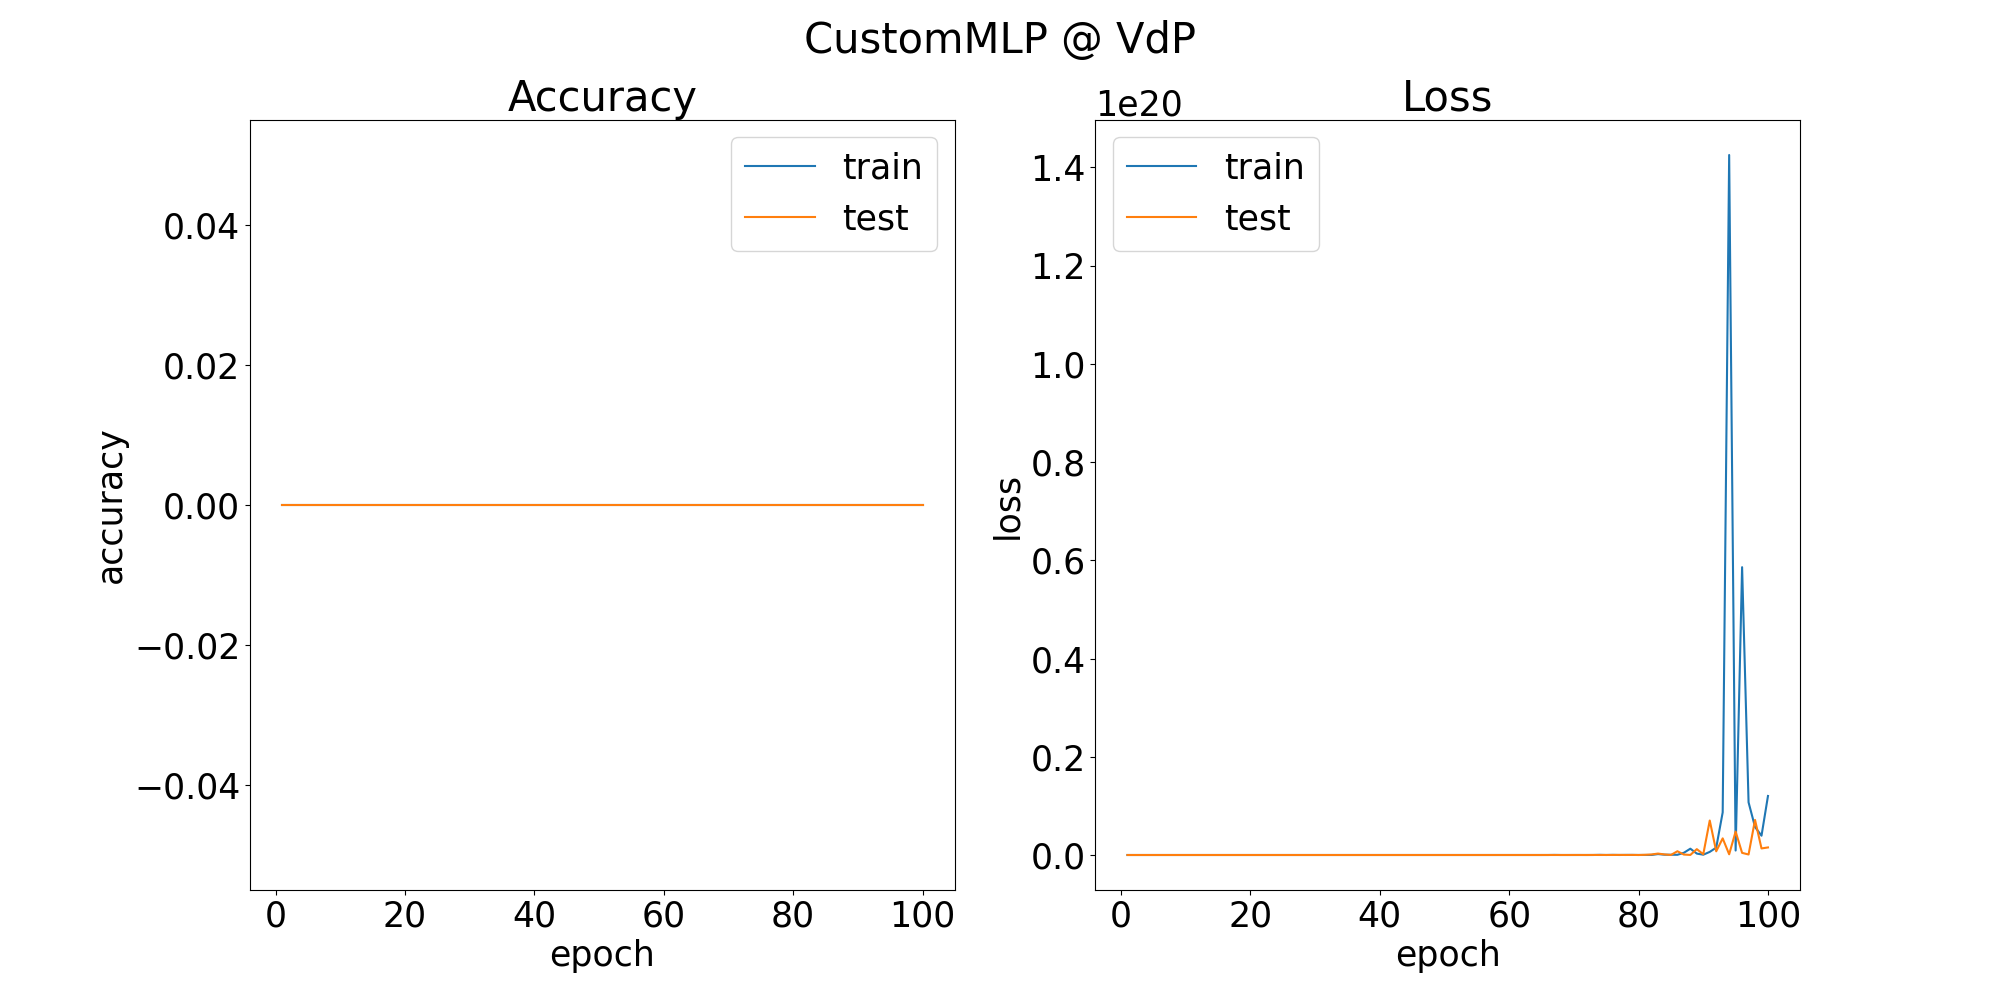 CustomMLP @ VdP
Accuracy
train
test
0.04
0.02
0.00
−0.02
−0.04
accuracy
0 20 40 60 80 100
epoch
Loss
1e20
train
test
1.4
1.2
1.0
0.8
0.6
0.4
0.2
0.0
loss
0 20 40 60 80 100
epoch